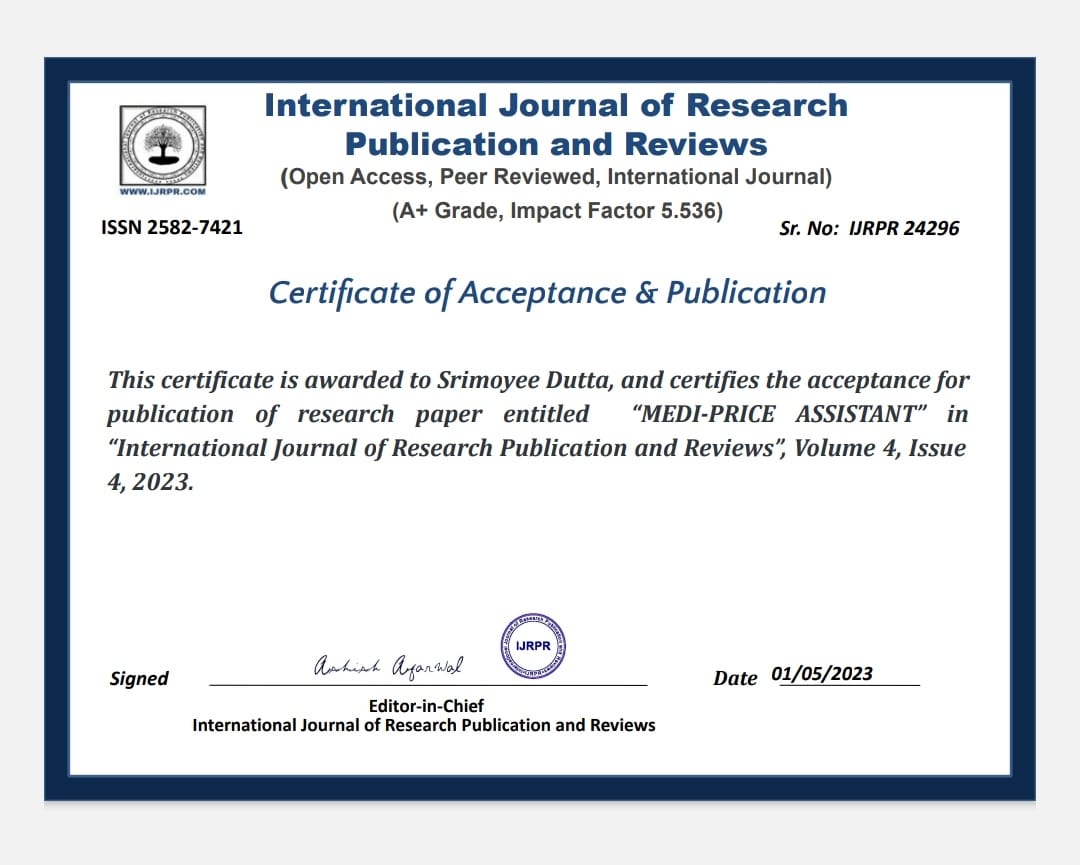 International Journal of Research
Publication and Reviews
(Open Access, Peer Reviewed, International Journal)
(A+ Grade, Impact Factor 5.536)
WWW.IJRPR.COM
ISSN 2582-7421
Sr. No: IJRPR 24296
Certificate of Acceptance & Publication
This certificate is awarded to Srimoyee Dutta, and certifies the acceptance for
publication of research paper entitled “MEDI-PRICE ASSISTANT” in
“International Journal of Research Publication and Reviews”, Volume 4, Issue
4, 2023.
IJRPR
Signed
Ashish Agarwal
Date 01/05/2023
Editor-in-Chief
International Journal of Research Publication and Reviews